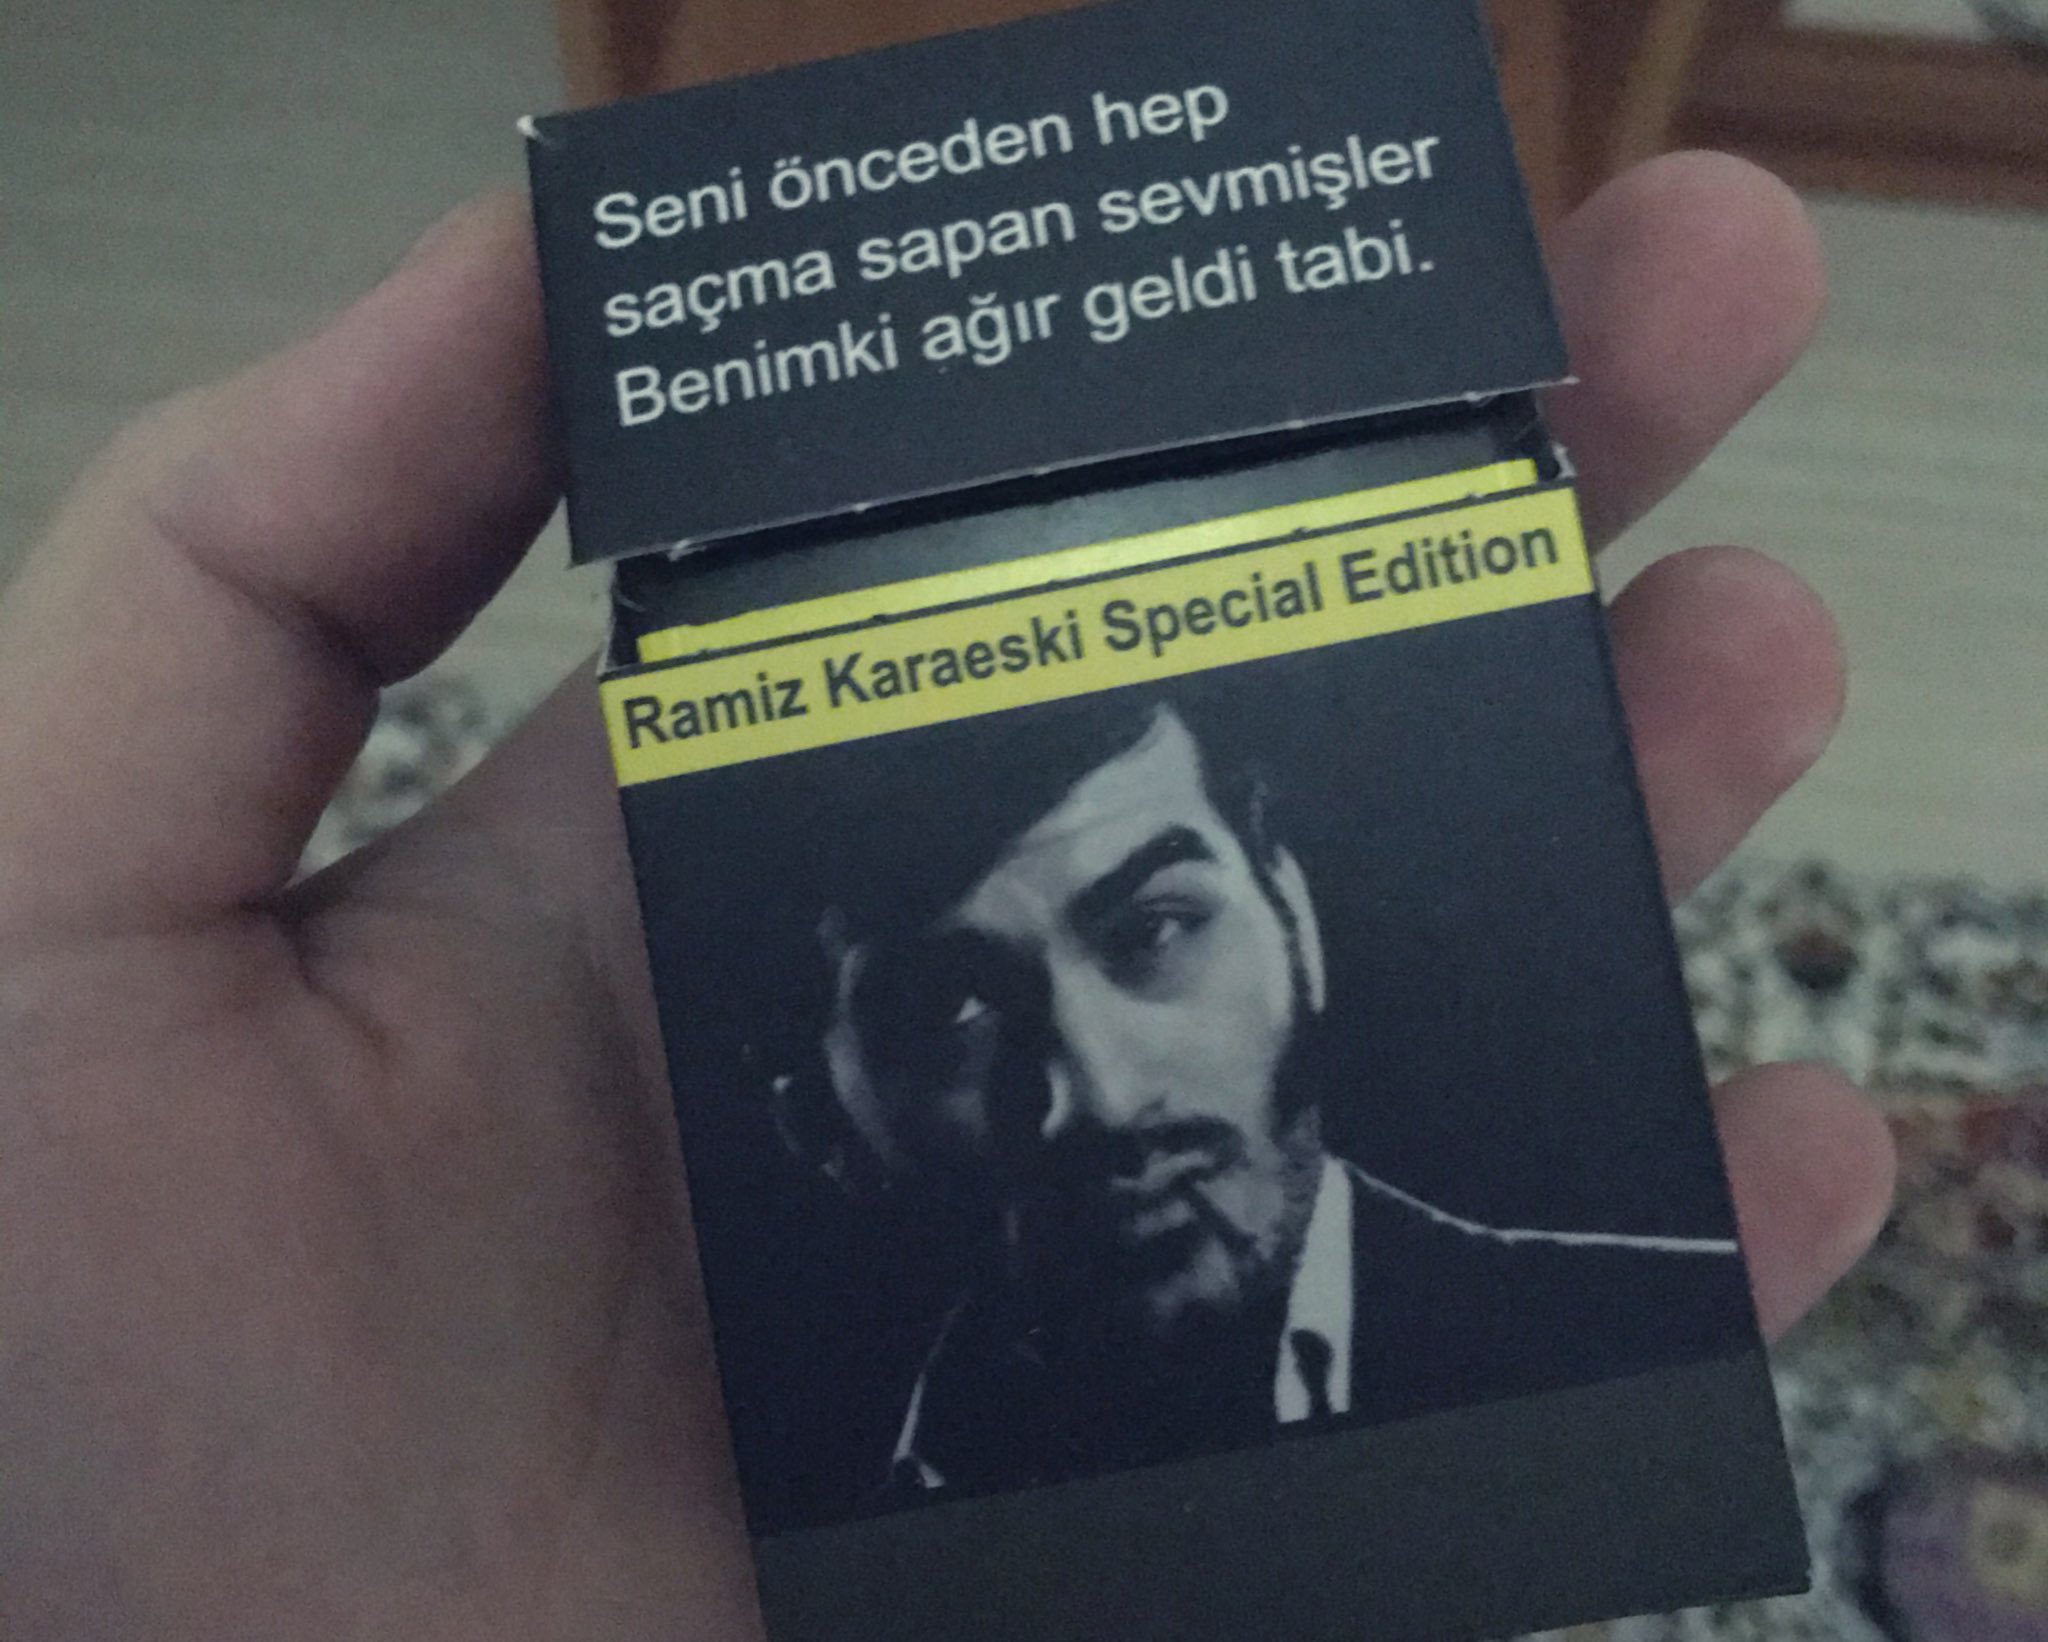 Seni önceden hep
saçma sapan sevmişler
Benimki ağır geldi tabi.
Ramiz Karaeski Special Edition